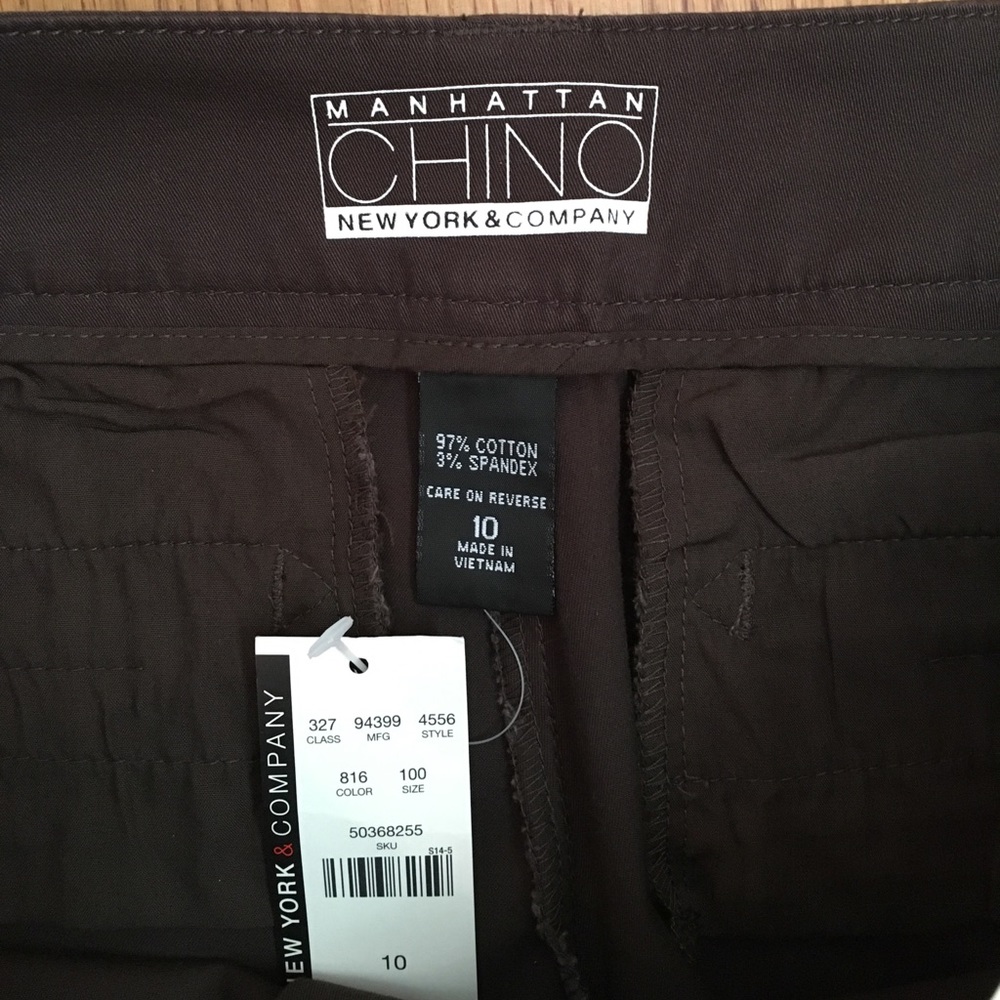 MANHATTAN
CHINO
NEW YORK & COMPANY
97% COTTON
3% SPANDEX
CARE ON REVERSE
10
MADE IN
VIETNAM
EW YORK & COMPANY
327 94399 4556
CLASS MFG STYLE
816 100
COLOR SIZE
50368255
SKU
S14-5
10